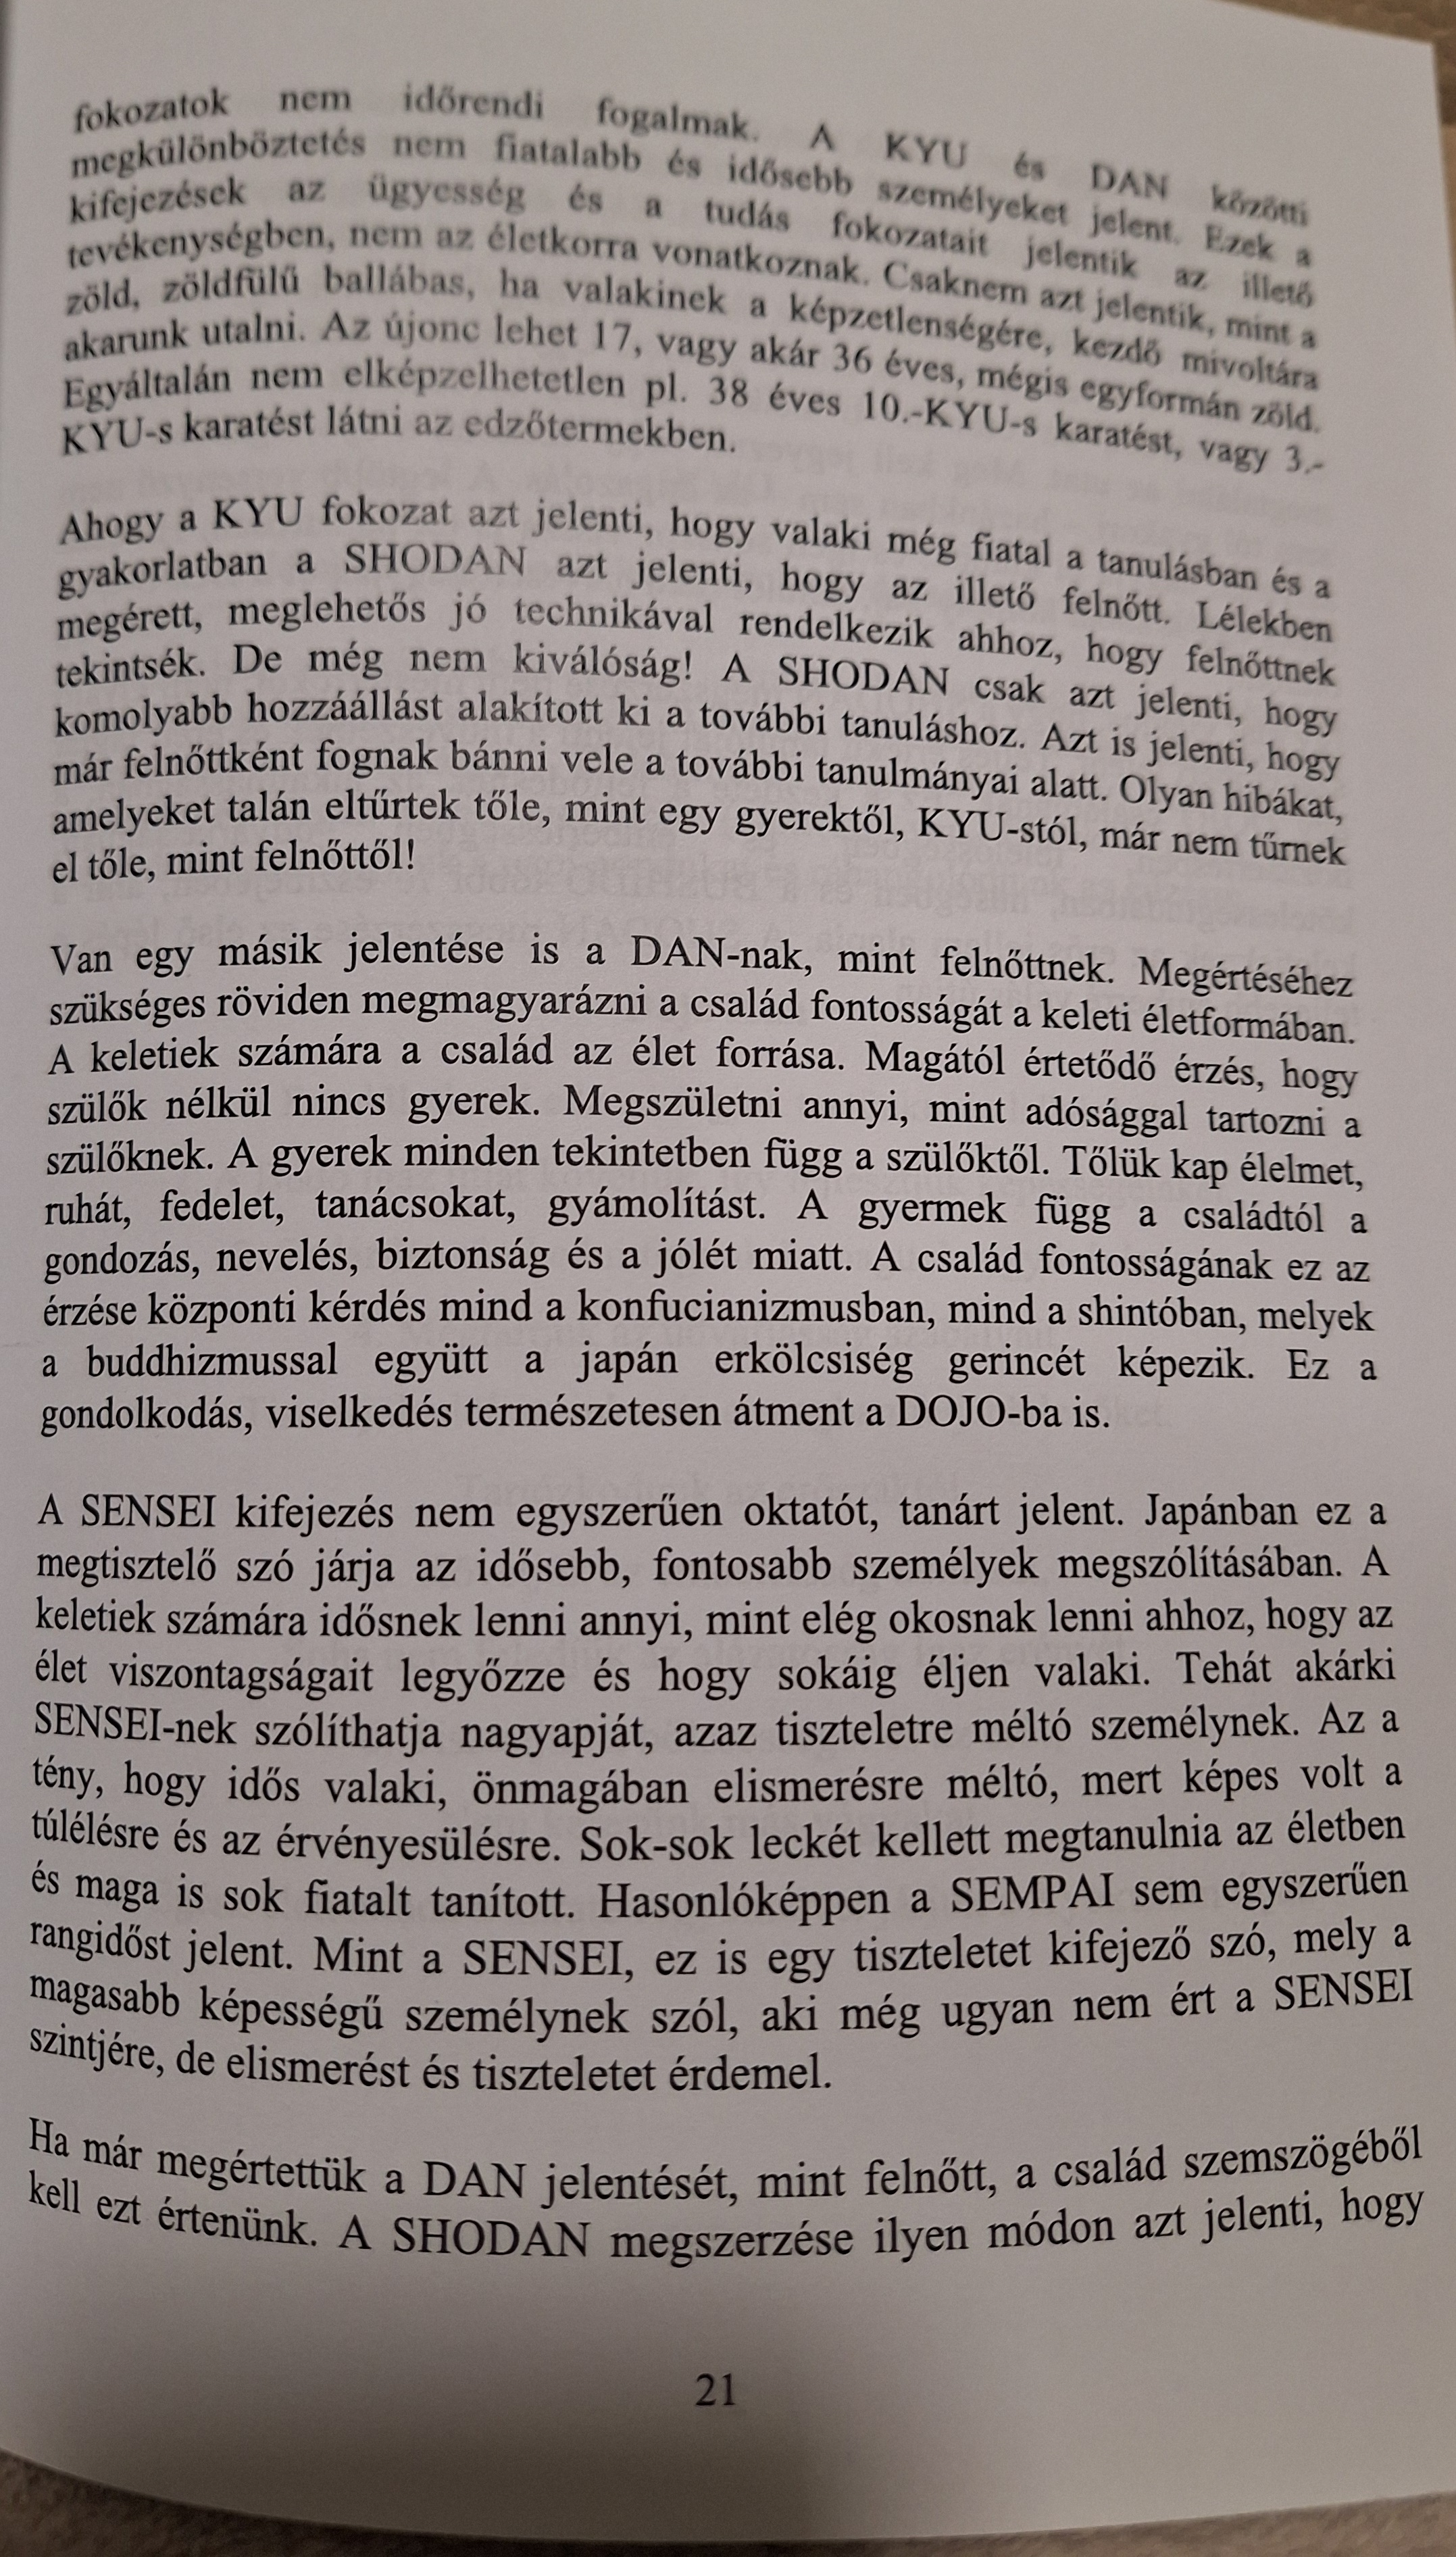 fokozatok nem időrendi fogalmak. A KYU és DAN közötti
megkülönböztetés nem fiatalabb és idősebb személyeket jelent. Ezek a
kifejezések az ügyesség és a tudás fokozatait jelentik az illető
tevékenységben, nem az életkorra vonatkoznak. Csaknem azt jelentik, mint a
zöld, zöldfülű ballábas, ha valakinek a képzetlenségére, kezdő mivoltára
akarunk utalni. Az újonc lehet 17, vagy akár 36 éves, mégis egyformán zöld.
Egyáltalán nem elképzelhetetlen pl. 38 éves 10.-KYU-s karatést, vagy 3.-
KYU-s karatést látni az edzőtermekben.
Ahogy a KYU fokozat azt jelenti, hogy valaki még fiatal a tanulásban és a
gyakorlatban a SHODAN azt jelenti, hogy az illető felnőtt. Lélekben
megérett, meglehetős jó technikával rendelkezik ahhoz, hogy felnőttnek
tekintsék. De még nem kiválóság! A SHODAN csak azt jelenti, hogy
komolyabb hozzáállást alakított ki a további tanuláshoz. Azt is jelenti, hogy
már felnőttként fognak bánni vele a további tanulmányai alatt. Olyan hibákat,
amelyeket talán eltűrtek tőle, mint egy gyerektől, KYU-stól, már nem tűrnek
el tőle, mint felnőttől!
Van egy másik jelentése is a DAN-nak, mint felnőttnek. Megértéséhez
szükséges röviden megmagyarázni a család fontosságát a keleti életformában.
A keletiek számára a család az élet forrása. Magától értetődő érzés, hogy
szülők nélkül nincs gyerek. Megszületni annyi, mint adósággal tartozni a
szülőknek. A gyerek minden tekintetben függ a szülőktől. Tőlük kap élelmet,
ruhát, fedelet, tanácsokat, gyámolítást. A gyermek függ a családtól a
gondozás, nevelés, biztonság és a jólét miatt. A család fontosságának ez az
érzése központi kérdés mind a konfucianizmusban, mind a shintóban, melyek
a buddhizmussal együtt a japán erkölcsiség gerincét képezik. Ez a
gondolkodás, viselkedés természetesen átment a DOJO-ba is.
A SENSEI kifejezés nem egyszerűen oktatót, tanárt jelent. Japánban ez a
megtisztelő szó járja az idősebb, fontosabb személyek megszólításában. A
keletiek számára idősnek lenni annyi, mint elég okosnak lenni ahhoz, hogy az
élet viszontagságait legyőzze és hogy sokáig éljen valaki. Tehát akárki
SENSEI-nek szólíthatja nagyapját, azaz tiszteletre méltó személynek. Az a
tény, hogy idős valaki, önmagában elismerésre méltó, mert képes volt a
túlélésre és az érvényesülésre. Sok-sok leckét kellett megtanulnia az életben
és maga is sok fiatalt tanított. Hasonlóképpen a SEMPAI sem egyszerűen
rangidőst jelent. Mint a SENSEI, ez is egy tiszteletet kifejező szó, mely a
magasabb képességű személynek szól, aki még ugyan nem ért a SENSEI
szintjére, de elismerést és tiszteletet érdemel.
Ha már megértettük a DAN jelentését, mint felnőtt, a család szemszögéből
kell ezt értenünk. A SHODAN megszerzése ilyen módon azt jelenti, hogy
21